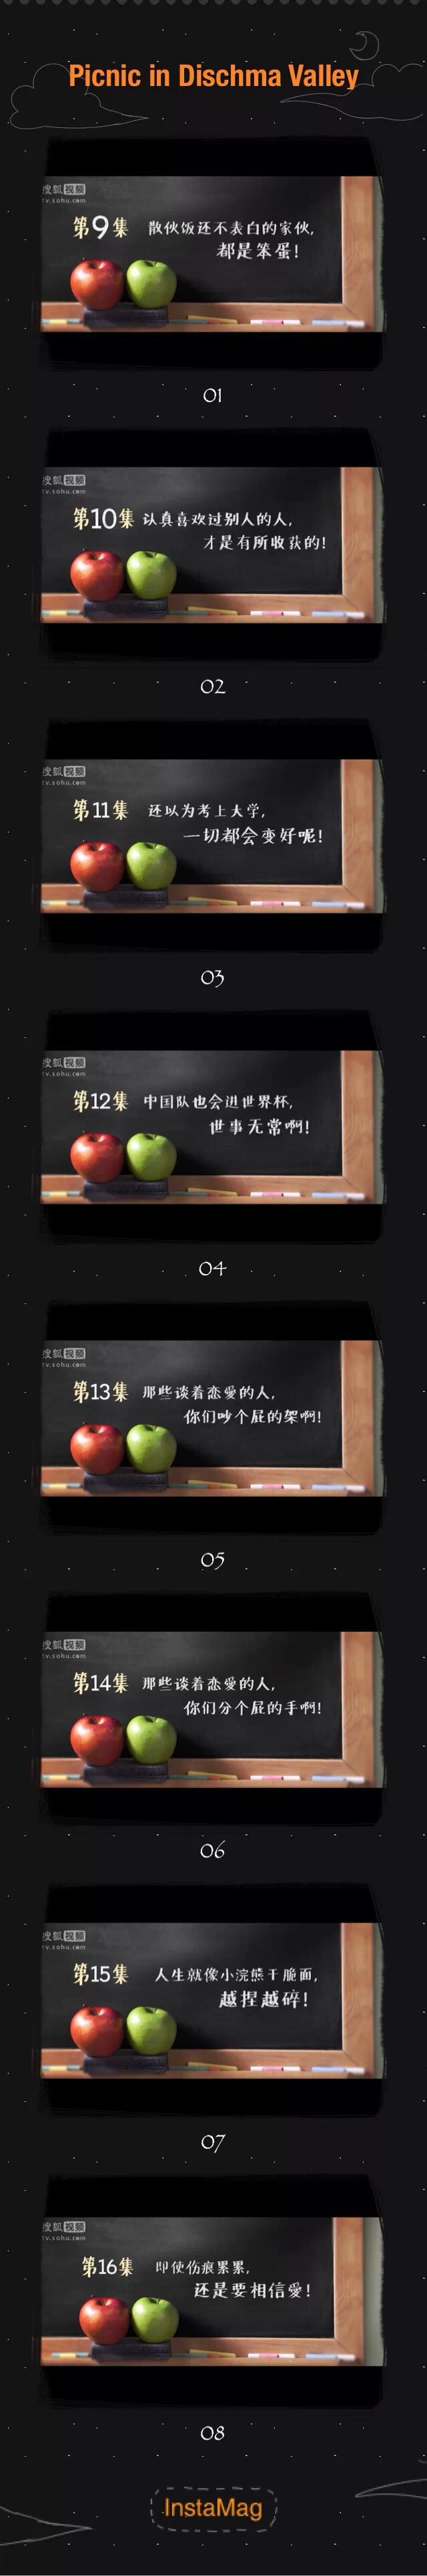 Picnic in Dischma Valley
搜狐视频
tv.sohu.com
第9集 散伙饭还不表白的家伙,
都是笨蛋!
01
搜狐视频
tv.sohu.com
第10集 认真喜欢过别人的人,
才是有所收获的!
02
搜狐视频
tv.sohu.com
第11集 还以为考上大学,
一切都会变好呢!
03
搜狐视频
tv.sohu.com
第12集 中国队也会进世界杯,
世事无常啊!
04
搜狐视频
tv.sohu.com
第13集 那些谈着恋愛的人,
你们吵个屁的架啊!
05
搜狐视频
tv.sohu.com
第14集 那些谈着恋愛的人,
你们分个屁的手啊!
06
搜狐视频
tv.sohu.com
第15集 人生就像小浣熊干脆面,
越捏越碎!
07
搜狐视频
tv.sohu.com
第16集 即使伤痕累累,
还是要相信愛!
08
InstaMag